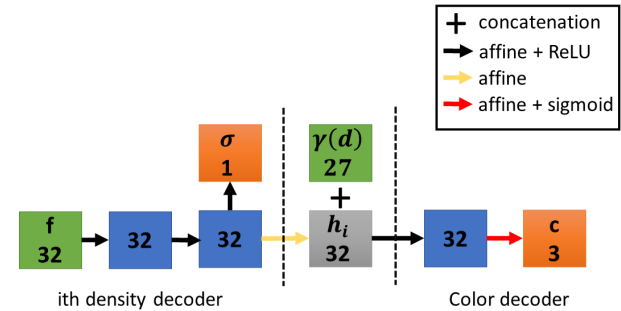 + concatenation
affine + ReLU
affine
affine + sigmoid
σ
1
γ(d)
27
+
f
32
32
32
h_i
32
32
c
3
ith density decoder
Color decoder